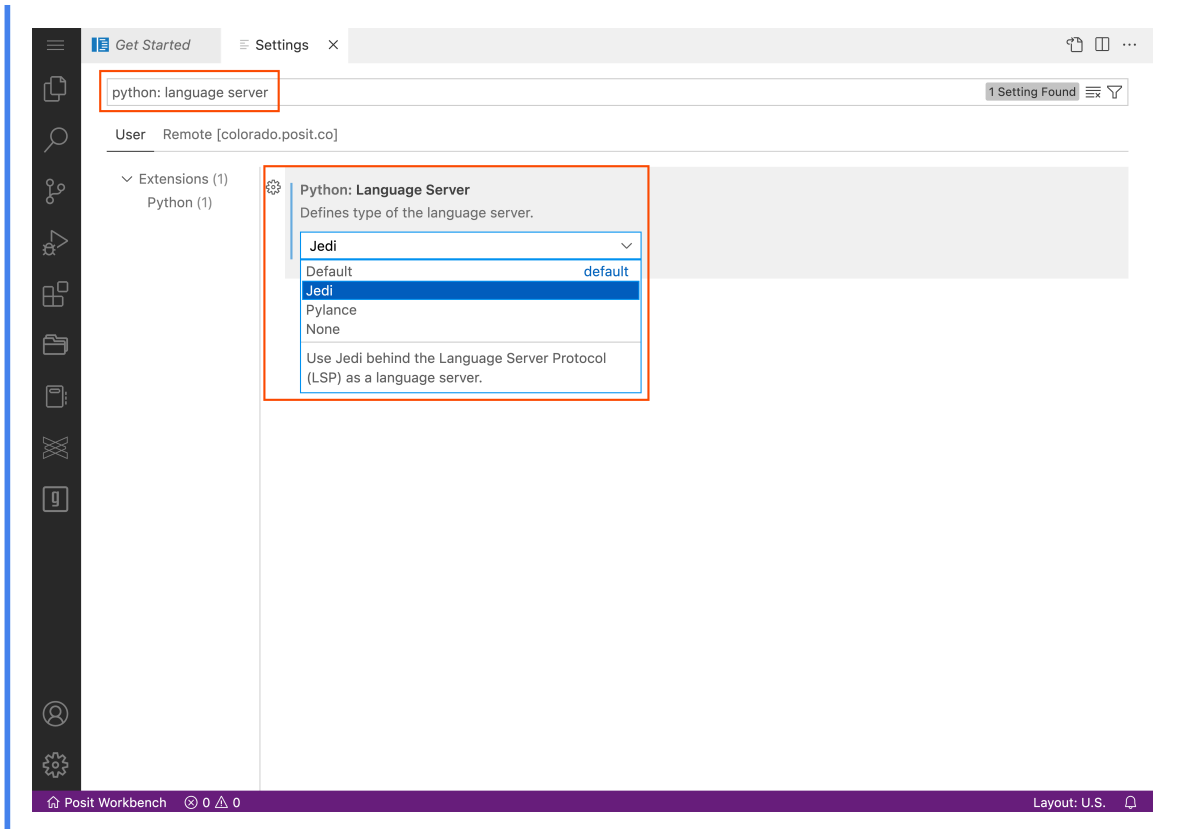 Get Started
Settings
python: language server
1 Setting Found
User
Remote [colorado.posit.co]
Extensions (1)
Python (1)
Python: Language Server
Defines type of the language server.
Jedi
Default default
Jedi
Pylance
None
Use Jedi behind the Language Server Protocol
(LSP) as a language server.
g
Posit Workbench
0
0
Layout: U.S.